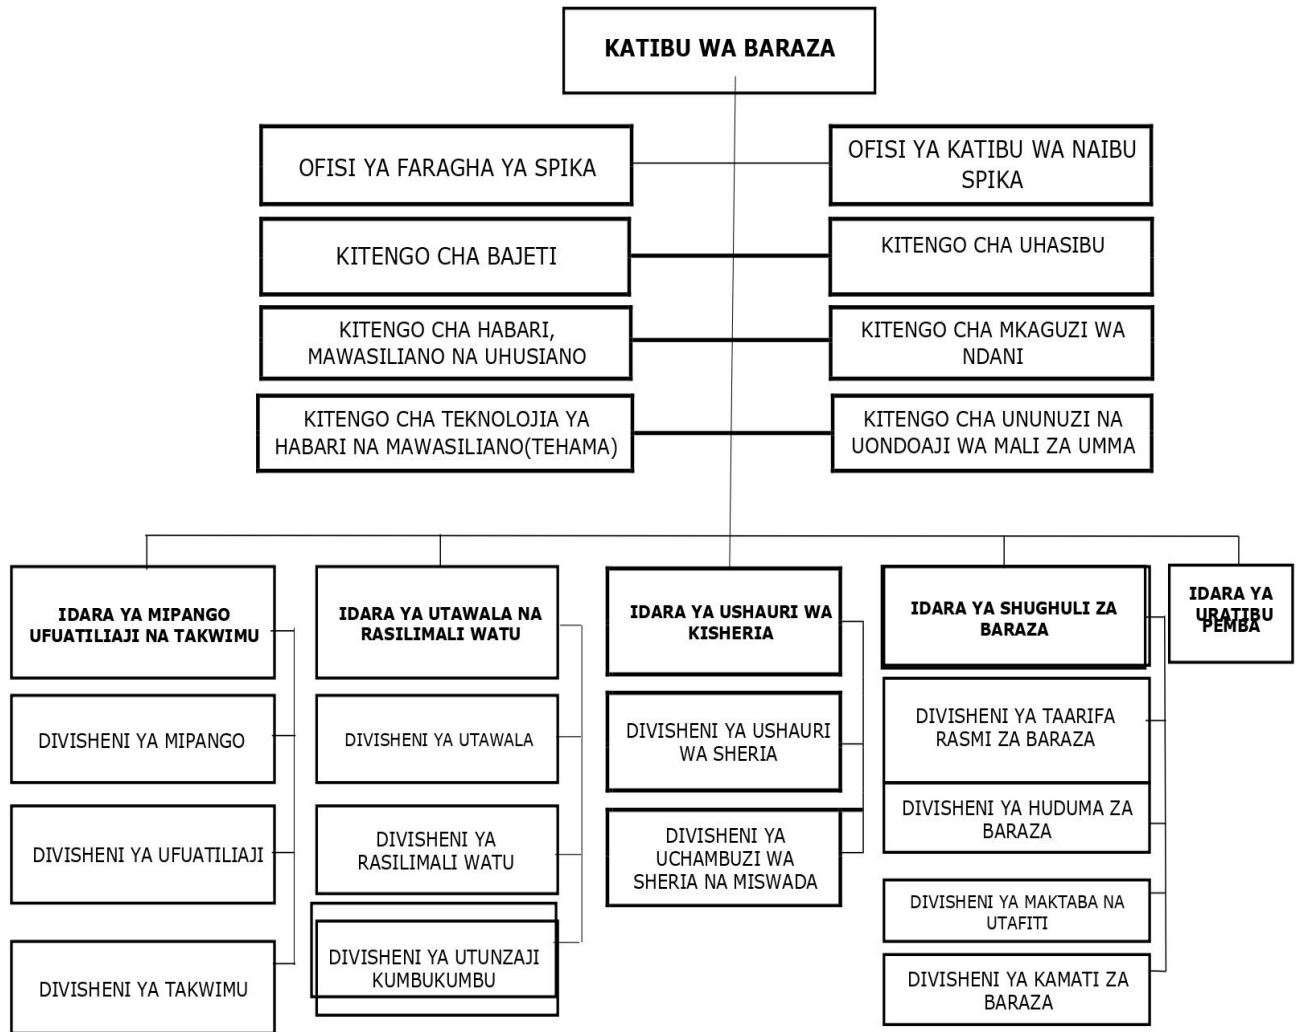 KATIBU WA BARAZA
OFISI YA FARAGHA YA SPIKA
OFISI YA KATIBU WA NAIBU
SPIKA
KITENGO CHA BAJETI
KITENGO CHA UHASIBU
KITENGO CHA HABARI,
MAWASILIANO NA UHUSIANO
KITENGO CHA MKAGUZI WA
NDANI
KITENGO CHA TEKNOLOJIA YA
HABARI NA MAWASILIANO(TEHAMA)
KITENGO CHA UNUNUZI NA
UONDOAJI WA MALI ZA UMMA
IDARA YA MIPANGO
UFUATILIAJI NA TAKWIMU
DIVISHENI YA MIPANGO
DIVISHENI YA UFUATILIAJI
DIVISHENI YA TAKWIMU
IDARA YA UTAWALA NA
RASILIMALI WATU
DIVISHENI YA UTAWALA
DIVISHENI YA
RASILIMALI WATU
DIVISHENI YA UTUNZAJI
KUMBUKUMBU
IDARA YA USHAURI WA
KISHERIA
DIVISHENI YA USHAURI
WA SHERIA
DIVISHENI YA
UCHAMBUZI WA
SHERIA NA MISWADA
IDARA YA SHUGHULI ZA
BARAZA
DIVISHENI YA TAARIFA
RASMI ZA BARAZA
DIVISHENI YA HUDUMA ZA
BARAZA
DIVISHENI YA MAKTABA NA
UTAFITI
DIVISHENI YA KAMATI ZA
BARAZA
IDARA YA
URATIBU
PEMBA